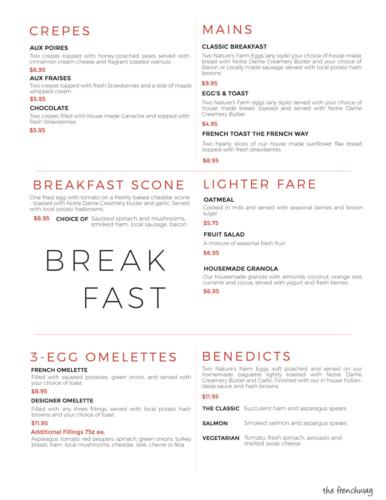 CREPES
AUX POIRES
Two crepes topped with honey-poached pears served with
cinnamon cream cheese and fragrant toasted walnuts
$6.95
AUX FRAISES
Two crepes topped with fresh Strawberries and a side of maple
whipped cream
$5.95
CHOCOLATE
Two crepes filled with house made Ganache and topped with
fresh Strawberries
$5.95
MAINS
CLASSIC BREAKFAST
Two Nature's Farm Eggs (any style) your choice of house made
bread with Notre Dame Creamery Butter and your choice of
Bacon or Locally made sausage, served with local potato hash
browns
$9.95
EGG'S & TOAST
Two Nature's Farm eggs (any style) served with your choice of
house made bread, toasted and served with Notre Dame
Creamery Butter
$4.95
FRENCH TOAST THE FRENCH WAY
Two hearty slices of our house made sunflower flax bread
topped with fresh strawberries
$8.95
BREAKFAST SCONE
One fried egg with tomato on a freshly baked cheddar scone
- toasted with Notre Dame Creamery butter and garlic. Served
with local potato hasbrowns,
$8.95 CHOICE OF Sauteed spinach and mushrooms,
smoked ham, local sausage, bacon
BREAK
FAST
LIGHTER FARE
OATMEAL
Cooked in milk and served with seasonal berries and brown
sugar
$5.75
FRUIT SALAD
A mixture of seasonal fresh fruit
$6.95
HOUSEMADE GRANOLA
Our housemade granola with almonds, coconut, orange zest,
currants and cocoa, served with yogurt and fresh berries
$6.95
3-EGG OMELETTES
FRENCH OMELETTE
Filled with sautéed potatoes, green onion, and served with
your choice of toast.
$8.95
DESIGNER OMELETTE
Filled with any three fillings, served with local potato hash
browns and your choice of toast
$11.95
Additional Fillings 75¢ ea.
Asparagus, tomato, red peppers, spinach, green onions, turkey
breast, ham, local mushrooms, cheddar, brie, chevre or feta
BENEDICTS
Two Nature's Farm Eggs, soft poached and served on our
homemade baguette lightly toasted with Notre Dame
Creamery Butter and Garlic. Finished with our in house hollan-
daise sauce and hash browns
$11.95
THE CLASSIC Succulent ham and asparagus spears
SALMON Smoked salmon and aspargus spears
VEGETARIAN Tomato, fresh spinach, avocado and
melted swiss cheese
the frenchway